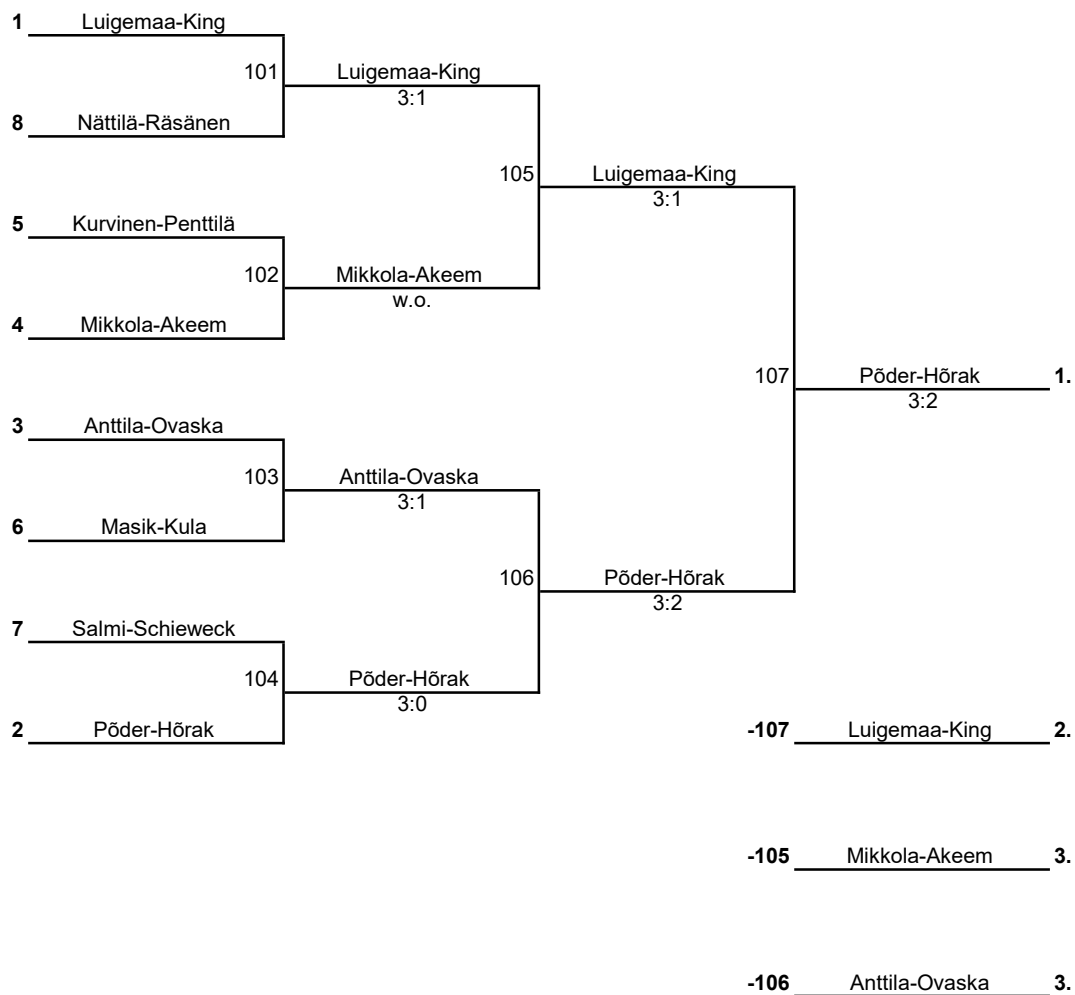 1 Luigemaa-King
101 Luigemaa-King
3:1
8 Nättilä-Räsänen
105 Luigemaa-King
3:1
5 Kurvinen-Penttilä
102 Mikkola-Akeem
w.o.
4 Mikkola-Akeem
107 Põder-Hõrak 1.
3:2
3 Anttila-Ovaska
103 Anttila-Ovaska
3:1
6 Masik-Kula
106 Põder-Hõrak
3:2
7 Salmi-Schieweck
104 Põder-Hõrak
3:0
2 Põder-Hõrak
-107 Luigemaa-King 2.
-105 Mikkola-Akeem 3.
-106 Anttila-Ovaska 3.